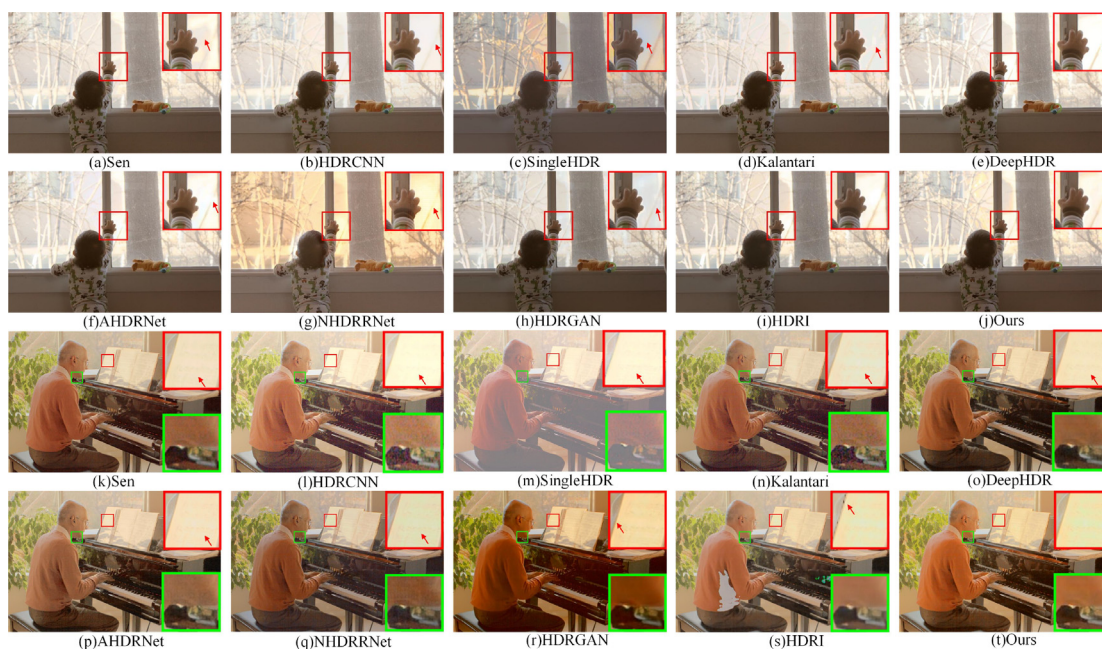 (a)Sen (b)HDRCNN (c)SingleHDR (d)Kalantari (e)DeepHDR
(f)AHDRNet (g)NHDRRNet (h)HDRGAN (i)HDRI (j)Ours
(k)Sen (l)HDRCNN (m)SingleHDR (n)Kalantari (o)DeepHDR
(p)AHDRNet (q)NHDRRNet (r)HDRGAN (s)HDRI (t)Ours